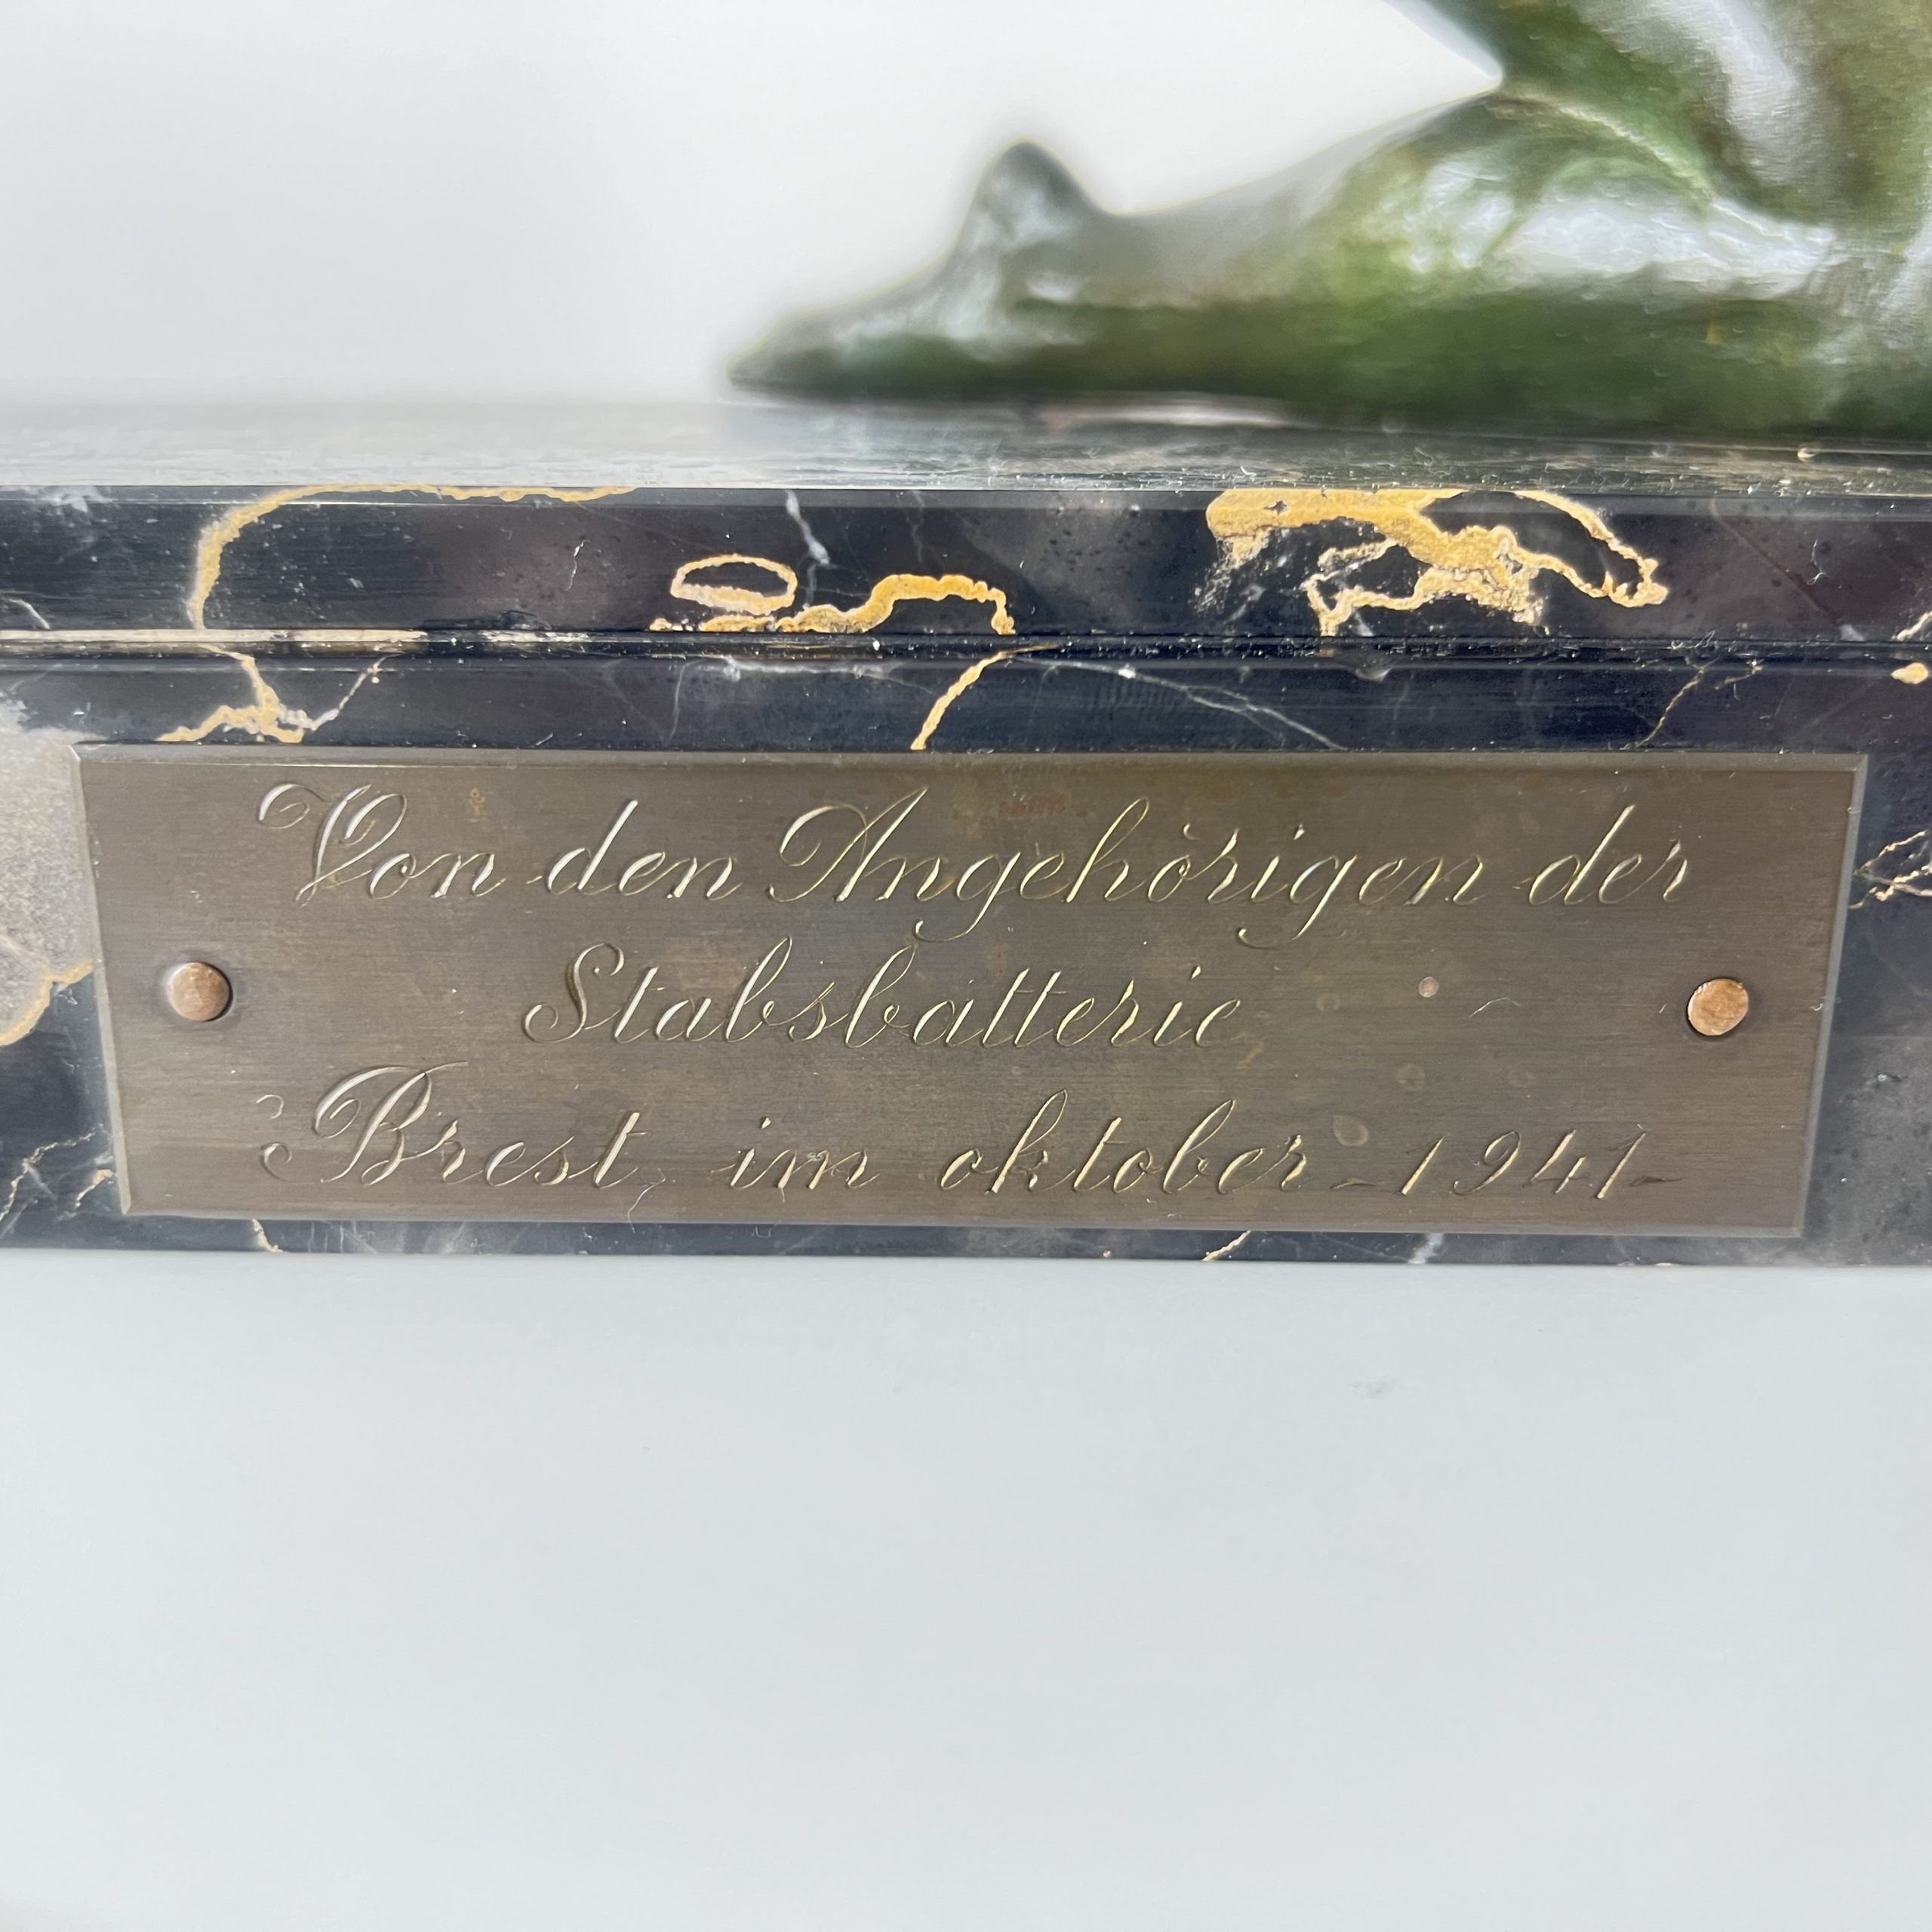 Von den Angehörigen der
Stabsbatterie
Brest, im oktober - 1941 -